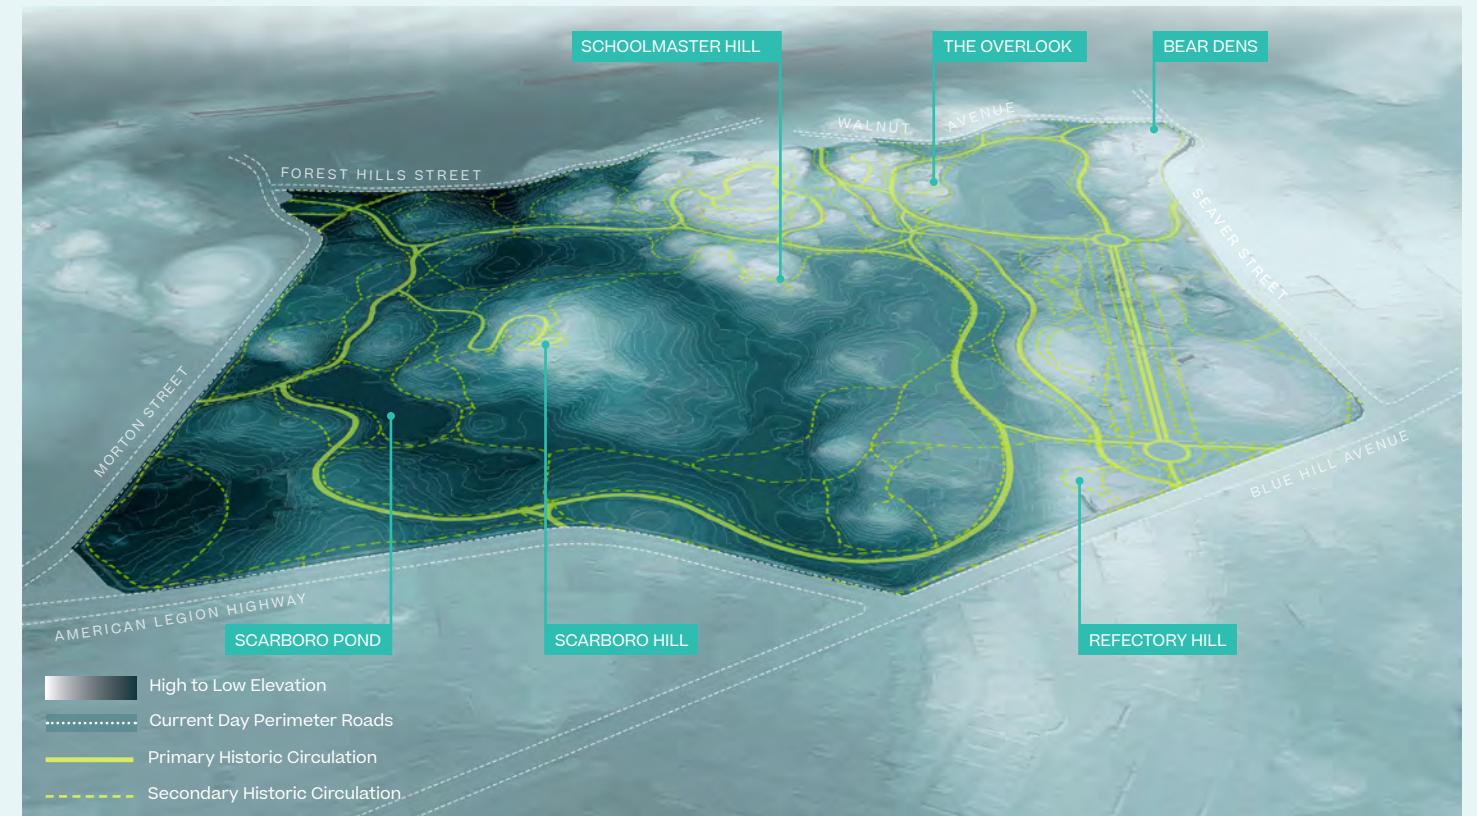 SCHOOLMASTER HILL
THE OVERLOOK
BEAR DENS
WALNUT AVENUE
FOREST HILLS STREET
SEAVER STREET
MORTON STREET
BLUE HILL AVENUE
AMERICAN LEGION HIGHWAY
SCARBORO POND
SCARBORO HILL
REFECTORY HILL
High to Low Elevation
Current Day Perimeter Roads
Primary Historic Circulation
Secondary Historic Circulation